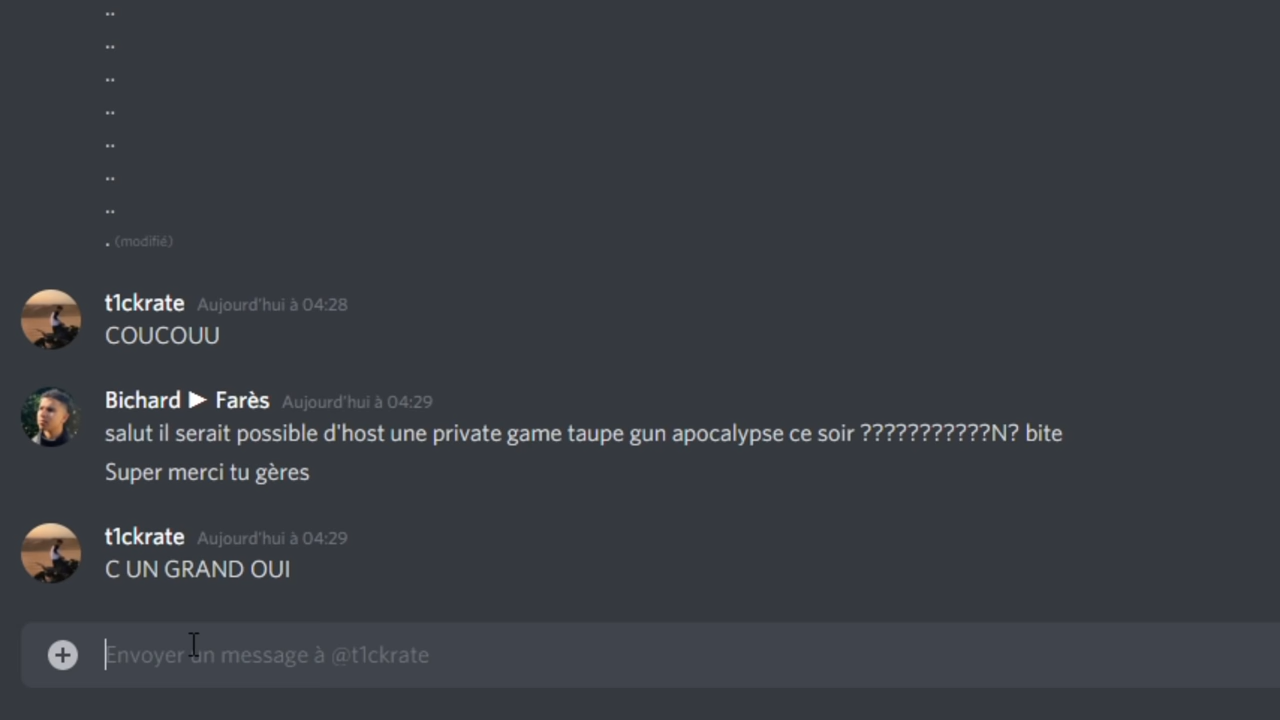 ..
..
..
..
..
..
..
. (modifié)
t1ckrate Aujourd'hui à 04:28
COUCOUU
Bichard ► Farès Aujourd'hui à 04:29
salut il serait possible d'host une private game taupe gun apocalypse ce soir ???????????N? bite
Super merci tu gères
t1ckrate Aujourd'hui à 04:29
C UN GRAND OUI
Envoyer un message à @t1ckrate